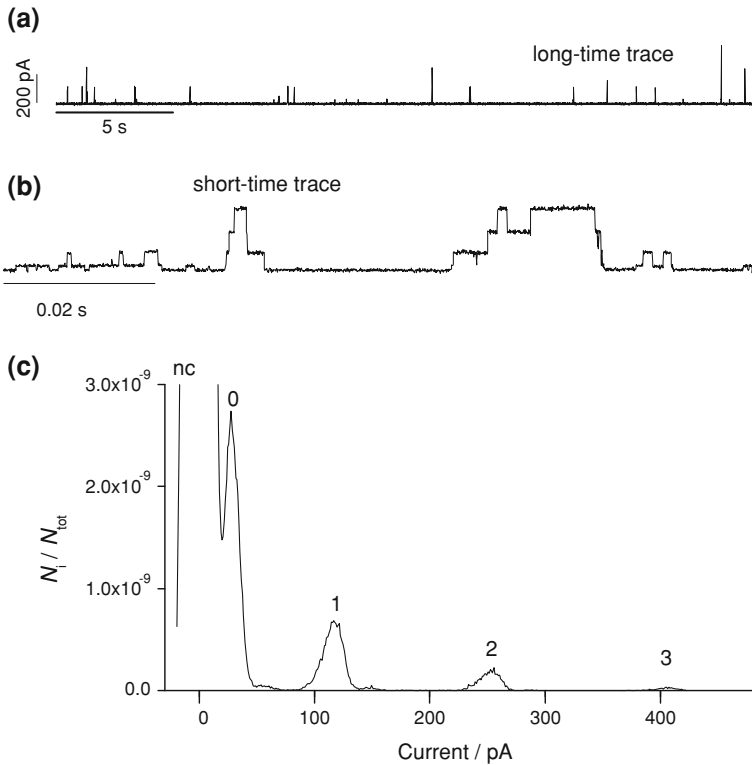 (a)
long-time trace
200 pA
5 s
(b)
short-time trace
0.02 s
(c)
nc
3.0x10-9
0
2.0x10-9
Ni / Ntot
1.0x10-9
1
2
3
0.0
0 100 200 300 400
Current / pA